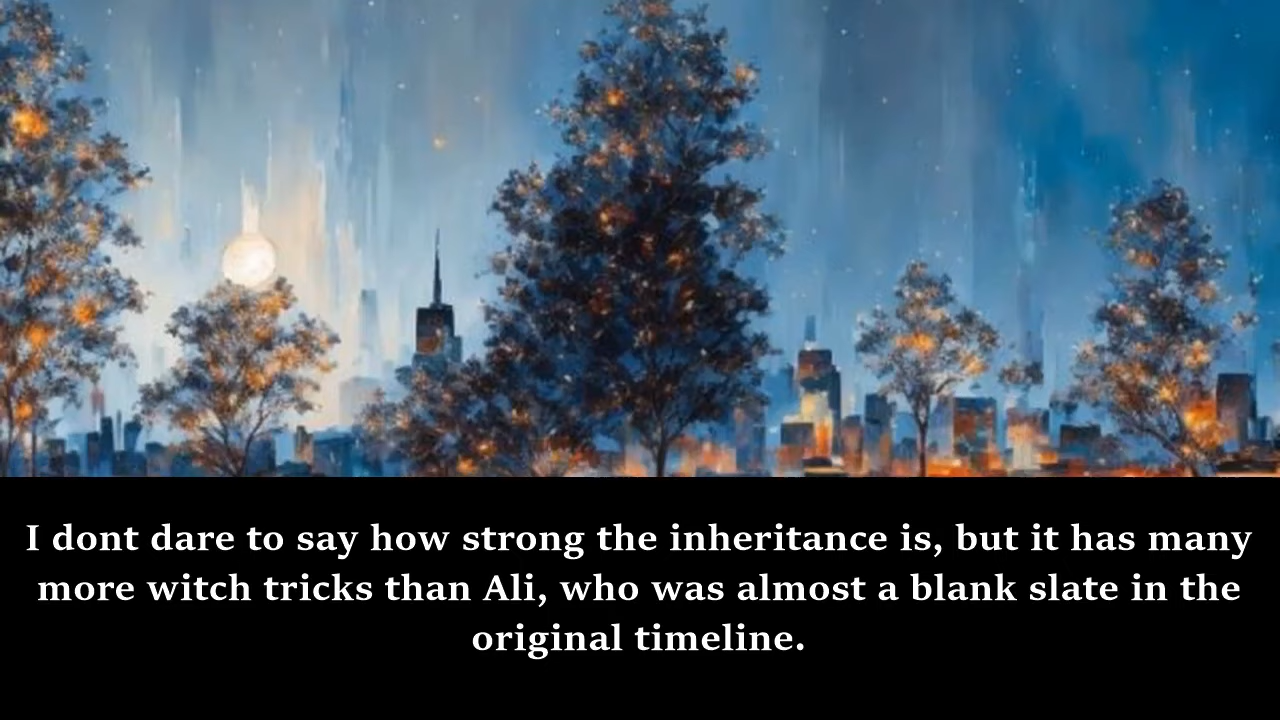 I dont dare to say how strong the inheritance is, but it has many
more witch tricks than Ali, who was almost a blank slate in the
original timeline.